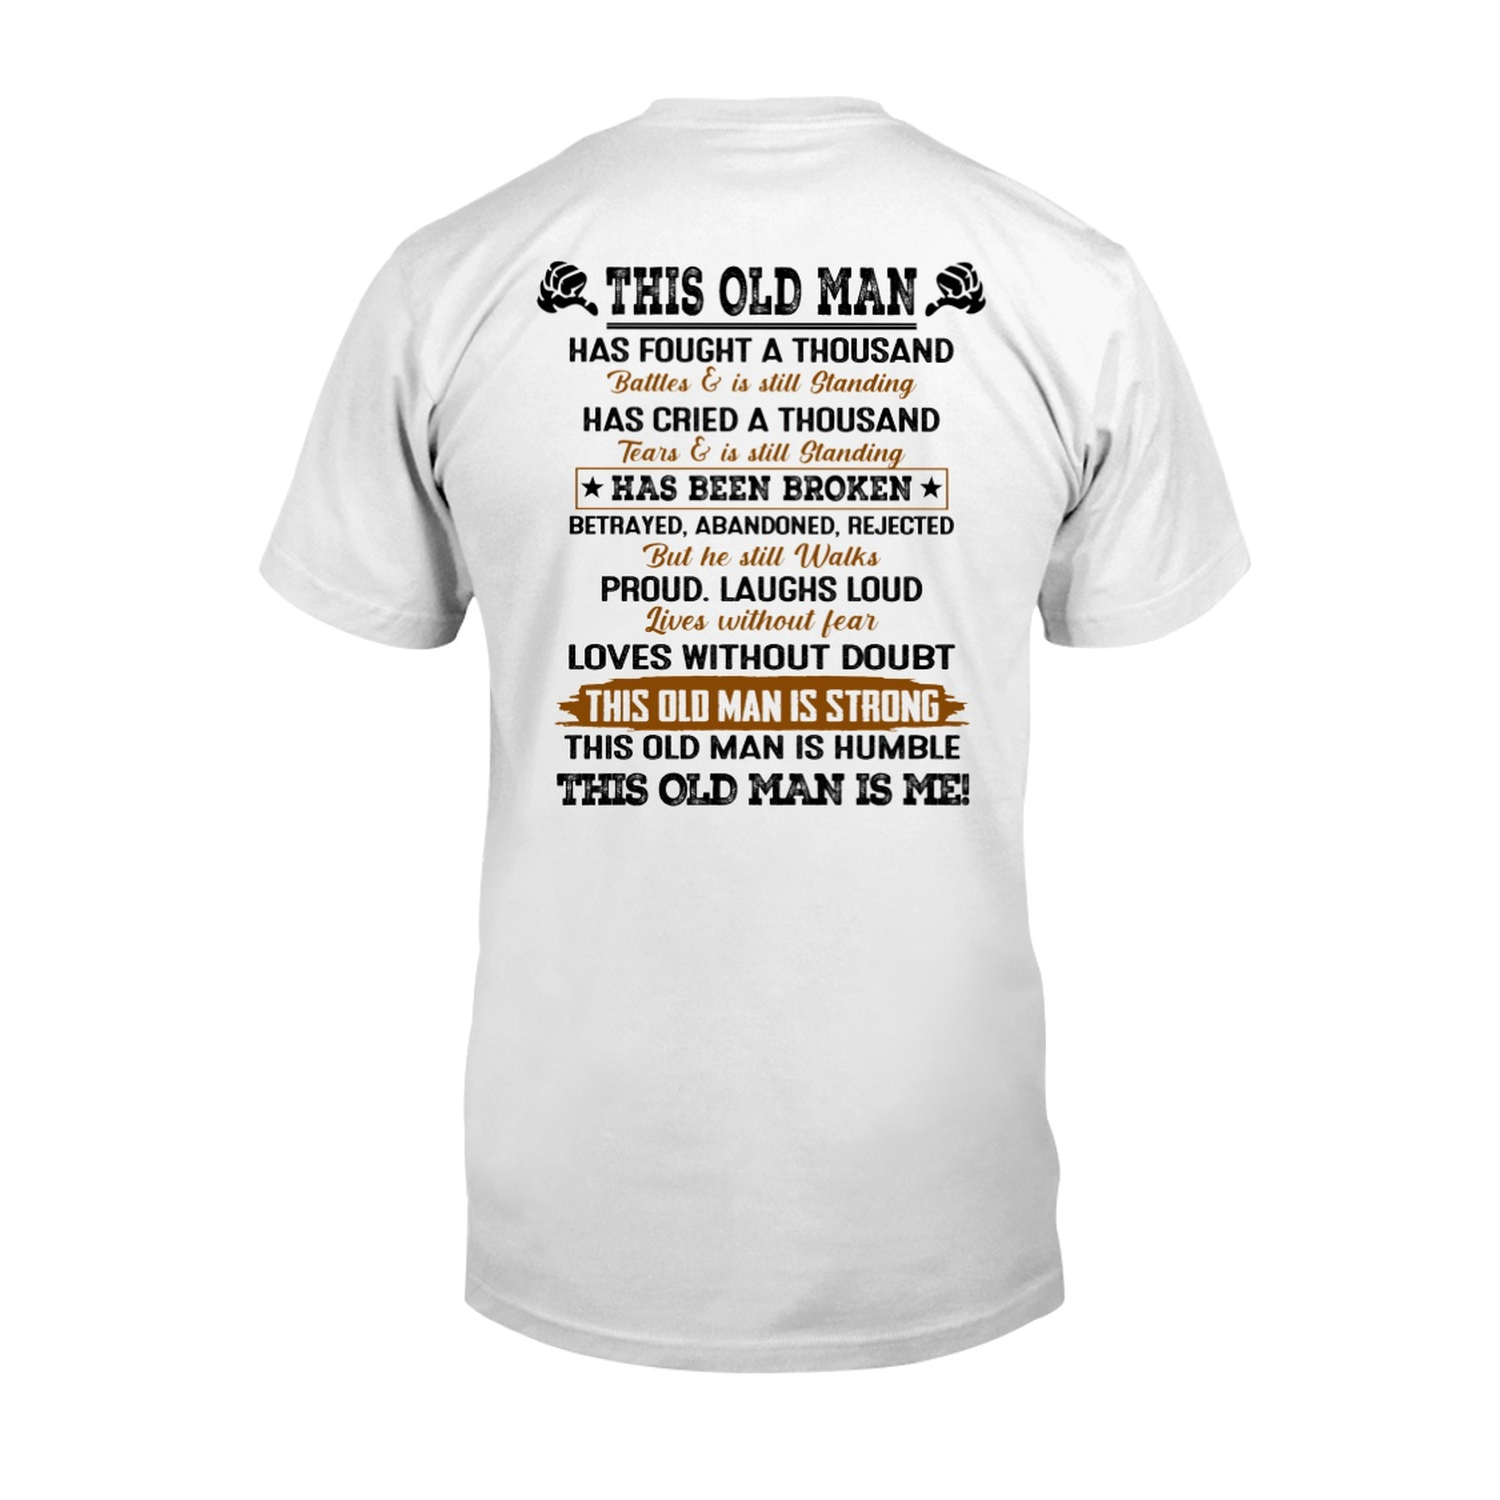 THIS OLD MAN
HAS FOUGHT A THOUSAND
Battles & is still Standing
HAS CRIED A THOUSAND
Tears & is still Standing
★ HAS BEEN BROKEN ★
BETRAYED, ABANDONED, REJECTED
But he still Walks
PROUD. LAUGHS LOUD
Lives without fear
LOVES WITHOUT DOUBT
THIS OLD MAN IS STRONG
THIS OLD MAN IS HUMBLE
THIS OLD MAN IS ME!